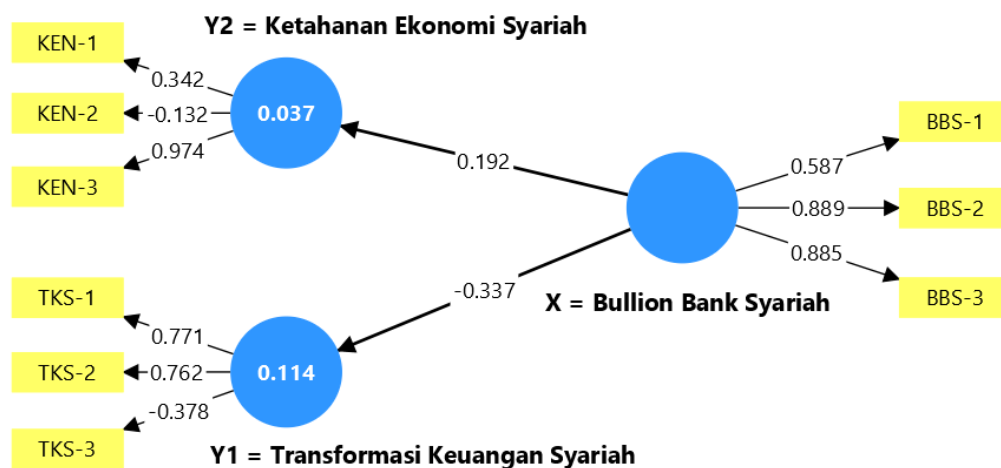 Y2 = Ketahanan Ekonomi Syariah
KEN-1
0.342
KEN-2
-0.132
0.037
KEN-3
0.974
0.192
BBS-1
0.587
BBS-2
0.889
BBS-3
0.885
-0.337
X = Bullion Bank Syariah
TKS-1
0.771
TKS-2
0.762
0.114
TKS-3
-0.378
Y1 = Transformasi Keuangan Syariah